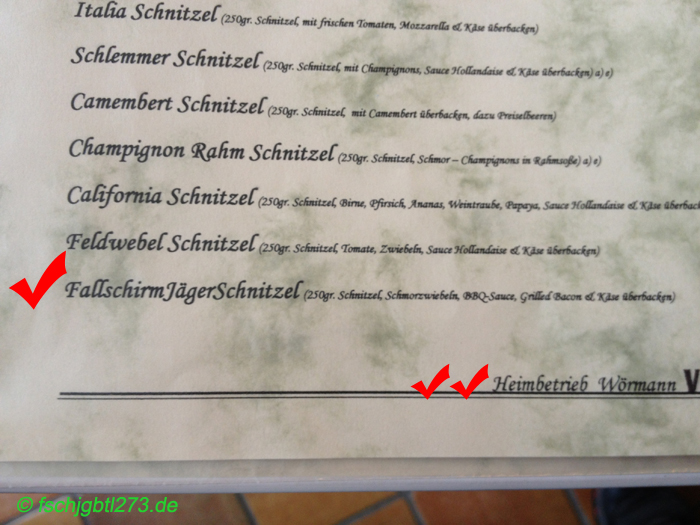 Italia Schnitzel (250gr. Schnitzel, mit frischen Tomaten, Mozzarella & Käse überbacken)
Schlemmer Schnitzel (250gr. Schnitzel, mit Champignons, Sauce Hollandaise & Käse überbacken) a) e)
Camembert Schnitzel (250gr. Schnitzel, mit Camembert überbacken, dazu Preiselbeeren)
Champignon Rahm Schnitzel (250gr. Schnitzel, Schmor – Champignons in Rahmsoße) a) e)
California Schnitzel (250gr. Schnitzel, Birne, Pfirsich, Ananas, Weintraube, Papaya, Sauce Hollandaise & Käse überback
Feldwebel Schnitzel (250gr. Schnitzel, Tomate, Zwiebeln, Sauce Hollandaise & Käse überbacken)
FallschirmJägerSchnitzel (250gr. Schnitzel, Schmorzwiebeln, BBQ-Sauce, Grilled Bacon & Käse überbacken)
Heimbetrieb Wörmann V
© fschjgbtl273.de